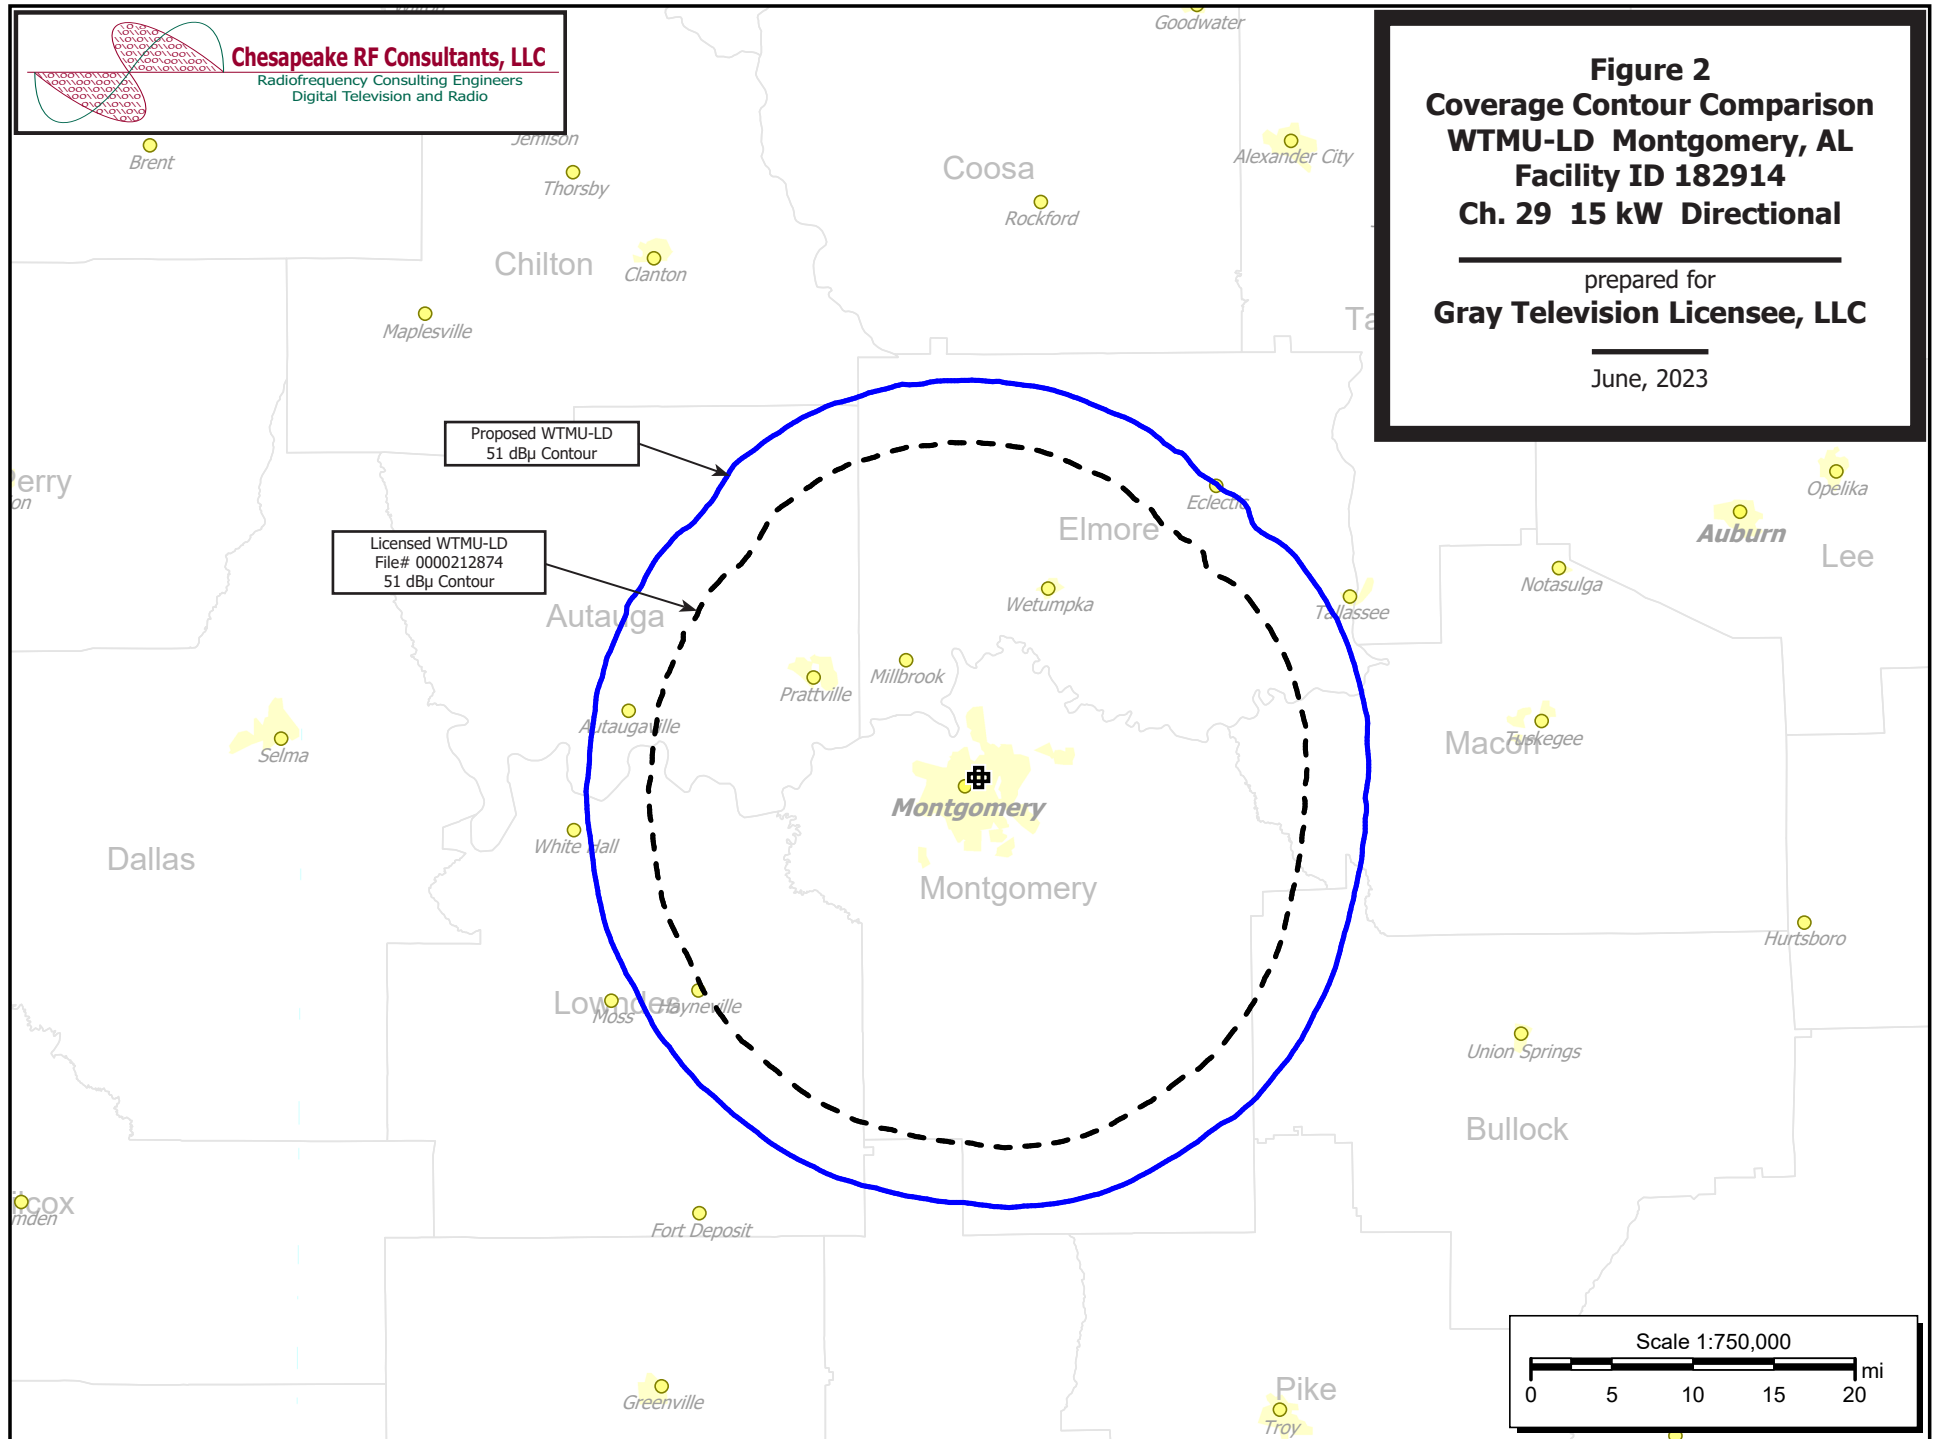 Chesapeake RF Consultants, LLC
Radiofrequency Consulting Engineers
Digital Television and Radio
Figure 2
Coverage Contour Comparison
WTMU-LD Montgomery, AL
Facility ID 182914
Ch. 29 15 kW Directional
prepared for
Gray Television Licensee, LLC
June, 2023
Goodwater
Brent
Jemison
Thorsby
Coosa
Alexander City
Rockford
Chilton
Clanton
Maplesville
Ta
Proposed WTMU-LD
51 dBµ Contour
erry
on
Eclectic
Opelika
Elmore
Auburn
Lee
Licensed WTMU-LD
File# 0000212874
51 dBµ Contour
Notasulga
Autauga
Wetumpka
Tallassee
Millbrook
Prattville
Autaugaville
Selma
Macon
Tuskegee
Montgomery
White Hall
Dallas
Montgomery
Hurtsboro
Lowndes
Hayneville
Moss
Union Springs
Bullock
ilcox
mden
Fort Deposit
Greenville
Pike
Troy
Scale 1:750,000
mi
0 5 10 15 20